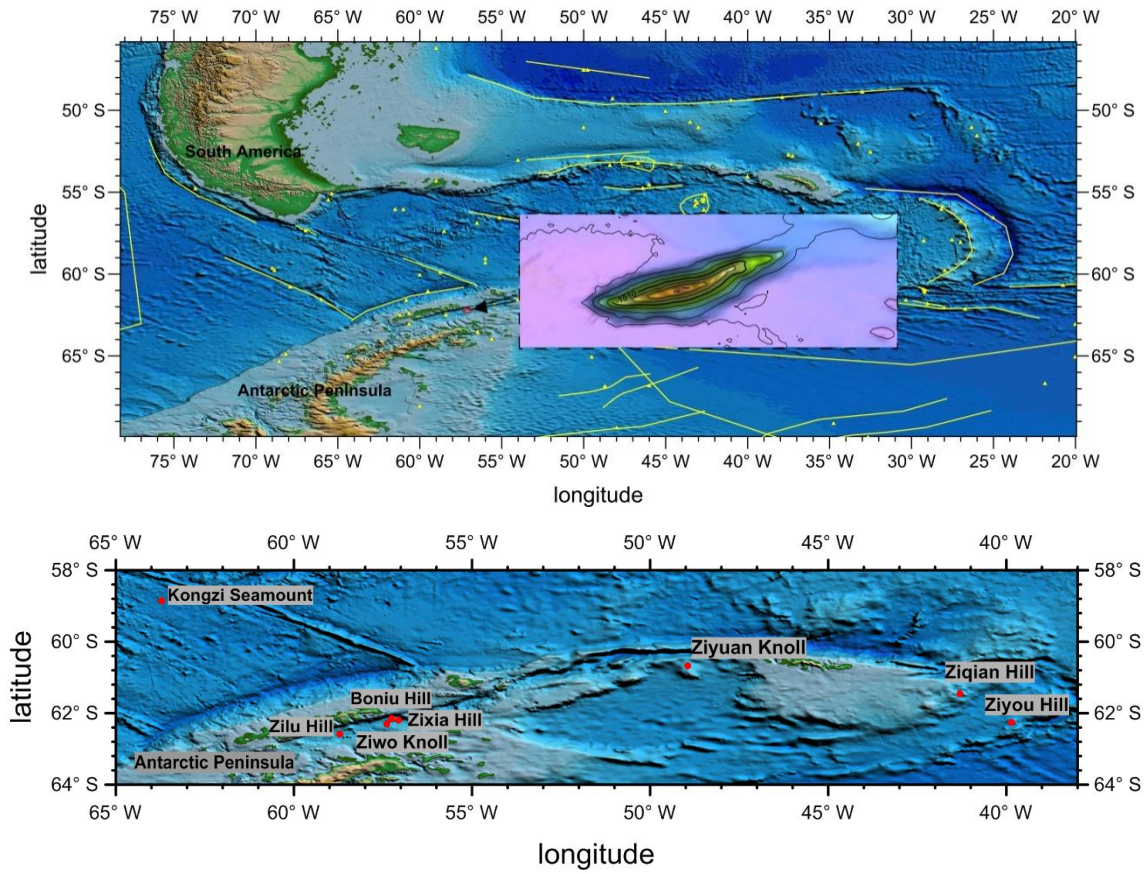 75° W 70° W 65° W 60° W 55° W 50° W 45° W 40° W 35° W 30° W 25° W 20° W
50° S
50° S
South America
55° S
55° S
latitude
60° S
60° S
65° S
65° S
Antarctic Peninsula
75° W 70° W 65° W 60° W 55° W 50° W 45° W 40° W 35° W 30° W 25° W 20° W
longitude
65° W 60° W 55° W 50° W 45° W 40° W
58° S
58° S
Kongzi Seamount
60° S
60° S
Ziyuan Knoll
latitude
Ziqian Hill
Boniu Hill
Ziyou Hill
62° S
62° S
Zilu Hill
Zixia Hill
Ziwo Knoll
Antarctic Peninsula
64° S
64° S
65° W 60° W 55° W 50° W 45° W 40° W
longitude